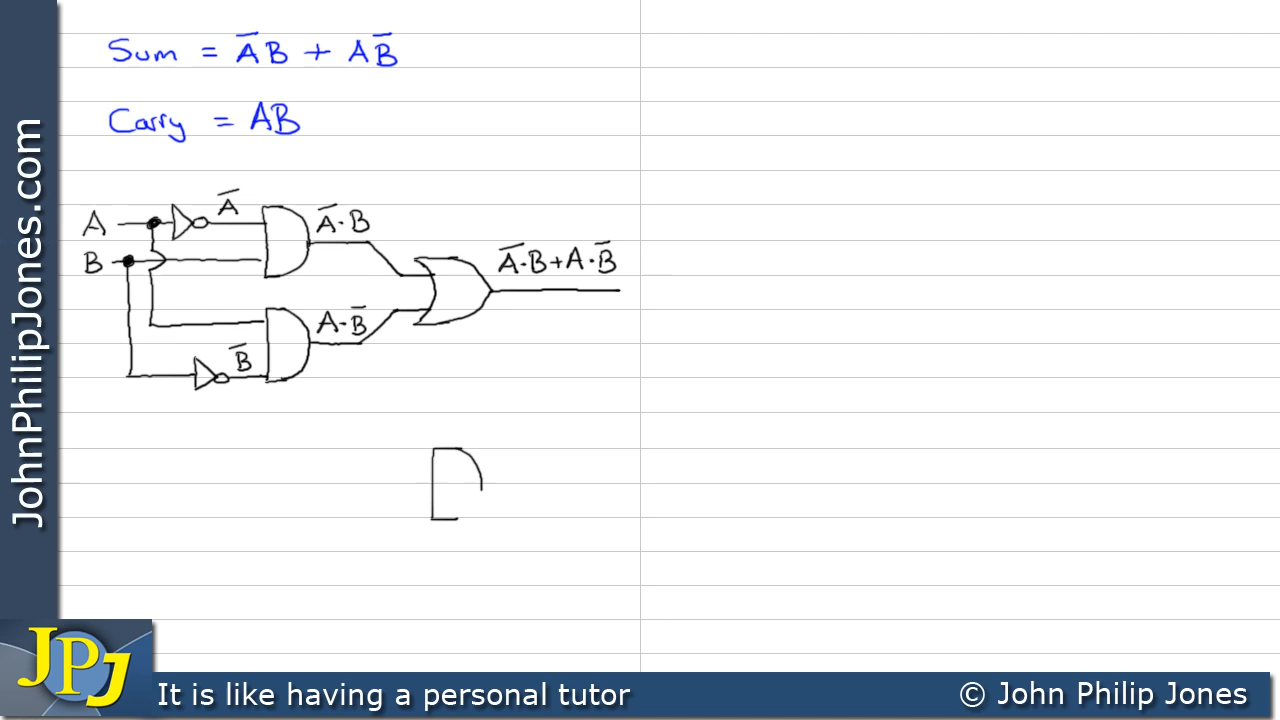 Sum = A̅B + AB̅
Carry = AB
A
A̅
A̅·B
B
A̅·B+A·B̅
A·B̅
B̅
JohnPhilipJones.com
JPJ
It is like having a personal tutor
© John Philip Jones